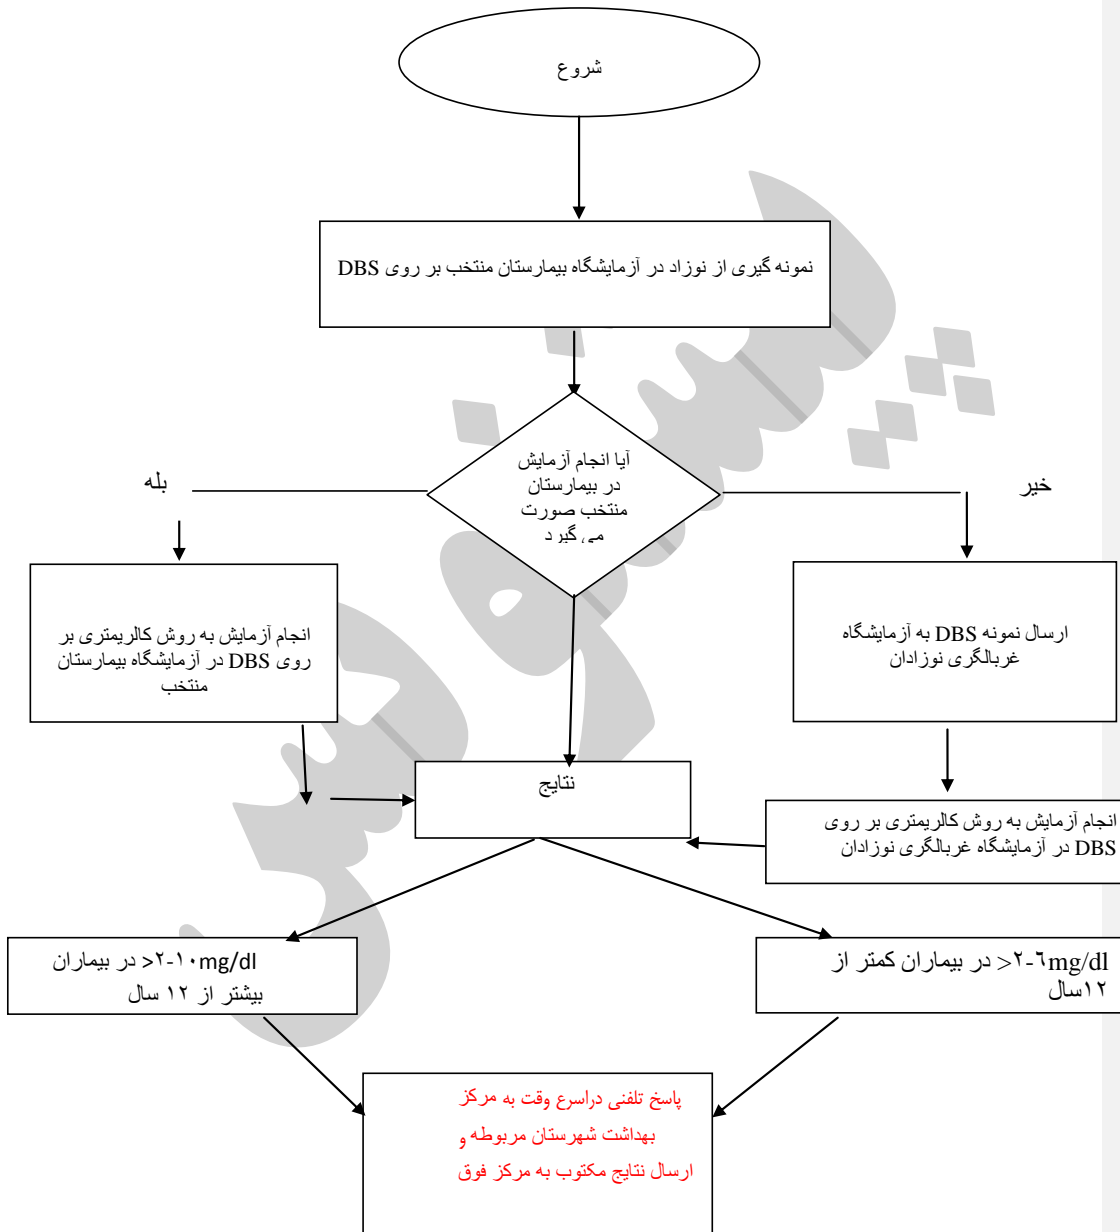 شروع
نمونه گیری از نوزاد در آزمایشگاه بیمارستان منتخب بر روی DBS
آیا انجام آزمایش
در بیمارستان
منتخب صورت
می گیرد
خیر
بله
ارسال نمونه DBS به آزمایشگاه
غربالگری نوزادان
انجام آزمایش به روش کالریمتری بر
روی DBS در آزمایشگاه بیمارستان
منتخب
نتایج
انجام آزمایش به روش کالریمتری بر روی
DBS در آزمایشگاه غربالگری نوزادان
>۲-٦mg/dl در بیماران کمتر از
۱۲سال
>۲-۱۰mg/dl در بیماران
بیشتر از ۱۲ سال
پاسخ تلفنی دراسرع وقت به مرکز
بهداشت شهرستان مربوطه و
ارسال نتایج مکتوب به مرکز فوق
پیش نویس